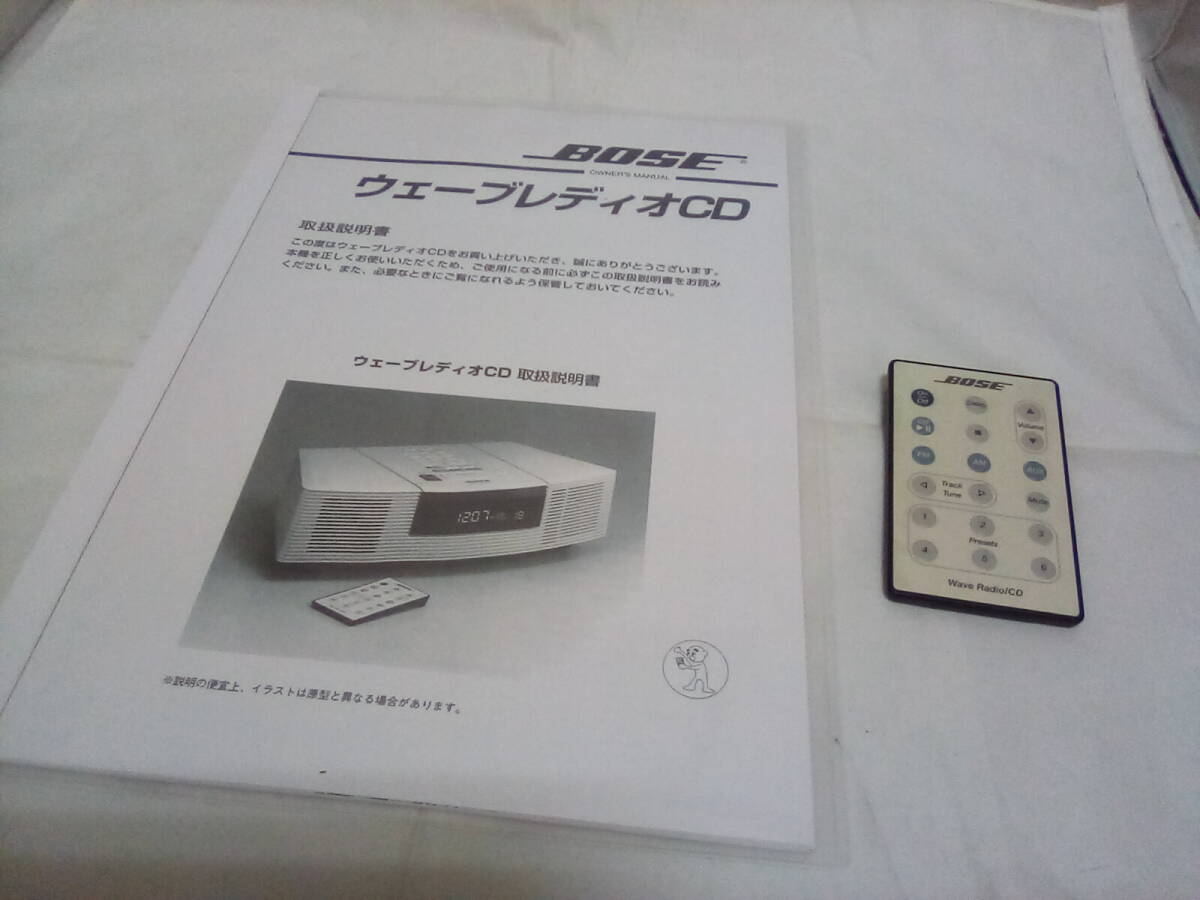 BOSE®
OWNER'S MANUAL
ウェーブレディオCD
取扱説明書
この度はウェーブレディオCDをお買い上げいただき、誠にありがとうございます。
本機を正しくお使いいただくため、ご使用になる前に必ずこの取扱説明書をお読み
ください。また、必要なときにご覧になれるよう保管しておいてください。
ウェーブレディオCD 取扱説明書
1207
18
※説明の便宜上、イラストは原型と異なる場合があります。
BOSE
On
Off
Volume
FM AM AUX
Track
Tune
Mute
1 2 3
Presets
4 5 6
Wave Radio/CD